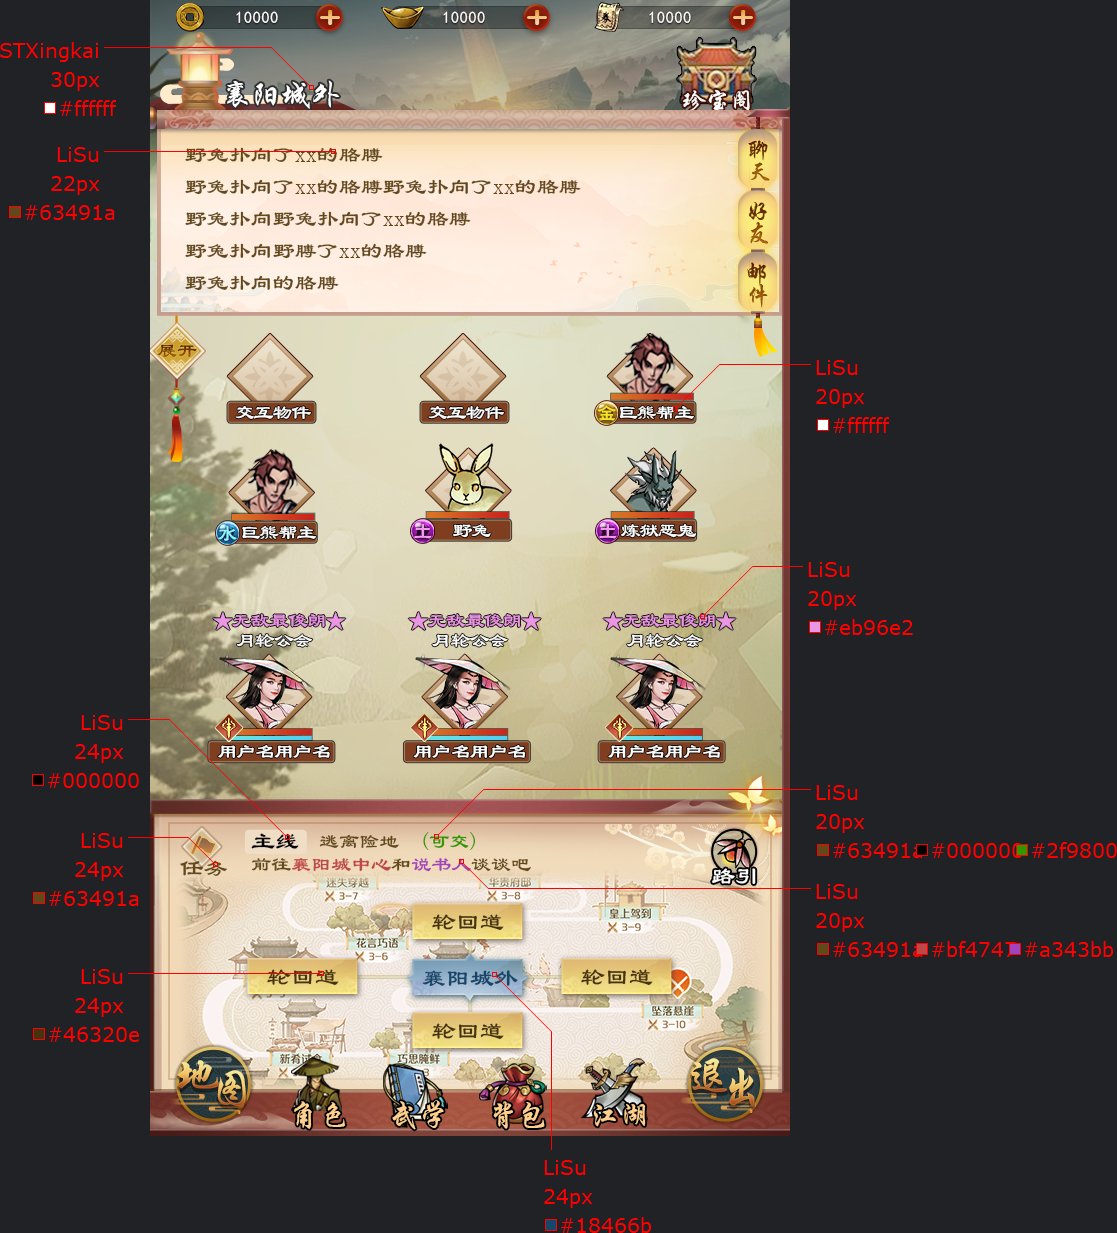 10000
10000
10000
STXingkai
30px
#ffffff
襄阳城外
珍宝阁
LiSu
22px
#63491a
野兔扑向了xx的胳膊
野兔扑向了xx的胳膊野兔扑向了xx的胳膊
野兔扑向野兔扑向了xx的胳膊
野兔扑向野膊了xx的胳膊
野兔扑向的胳膊
聊天
好友
邮件
展开
交互物件
交互物件
金
巨熊帮主
LiSu
20px
#ffffff
水
巨熊帮主
土
野兔
土
炼狱恶鬼
★无敌最俊朗★
★无敌最俊朗★
★无敌最俊朗★
月轮公会
月轮公会
月轮公会
LiSu
20px
#eb96e2
用户名用户名
用户名用户名
用户名用户名
LiSu
24px
#000000
LiSu
20px
#63491a #000000 #2f9800
主线 逃离险地 (可交)
前往襄阳城中心和说书人谈谈吧
任务
路引
LiSu
24px
#63491a
LiSu
20px
#63491a #bf4747 #a343bb
迷失穿越
3-7
华贵府邸
3-8
皇上驾到
3-9
花言巧语
3-6
轮回道
轮回道
襄阳城外
轮回道
轮回道
坠落悬崖
3-10
LiSu
24px
#46320e
新肴试食
巧思腌鲜
地图
角色
武学
背包
江湖
退出
LiSu
24px
#18466b